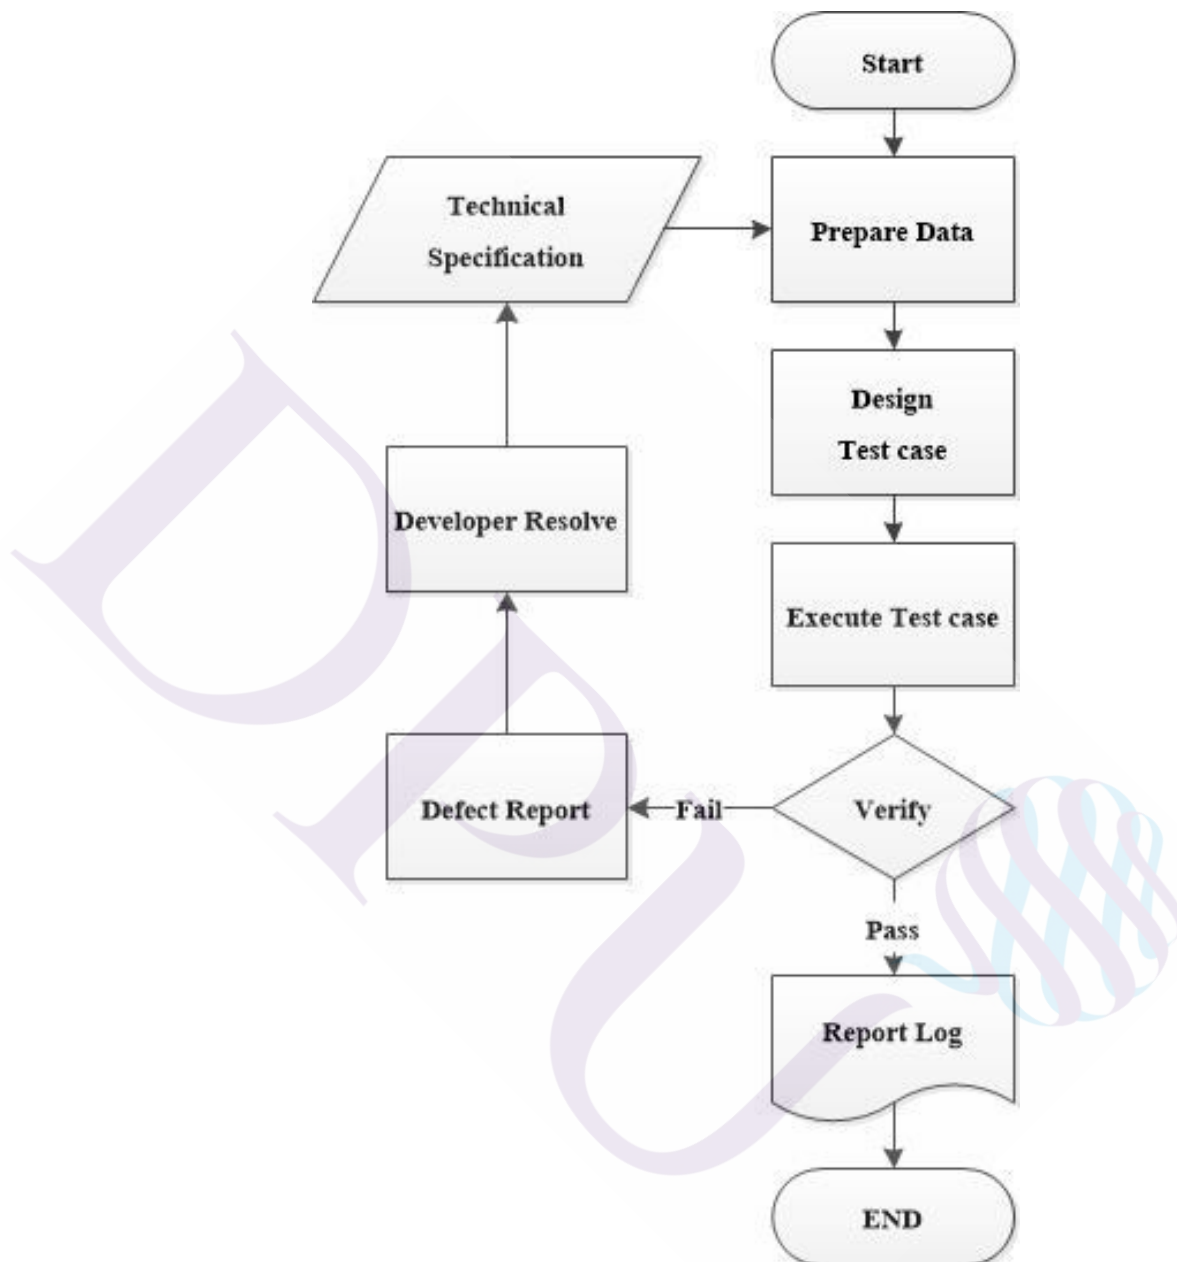 Start
Technical
Specification
Prepare Data
Design
Test case
Developer Resolve
Execute Test case
Defect Report
Fail
Verify
Pass
Report Log
END
DPU